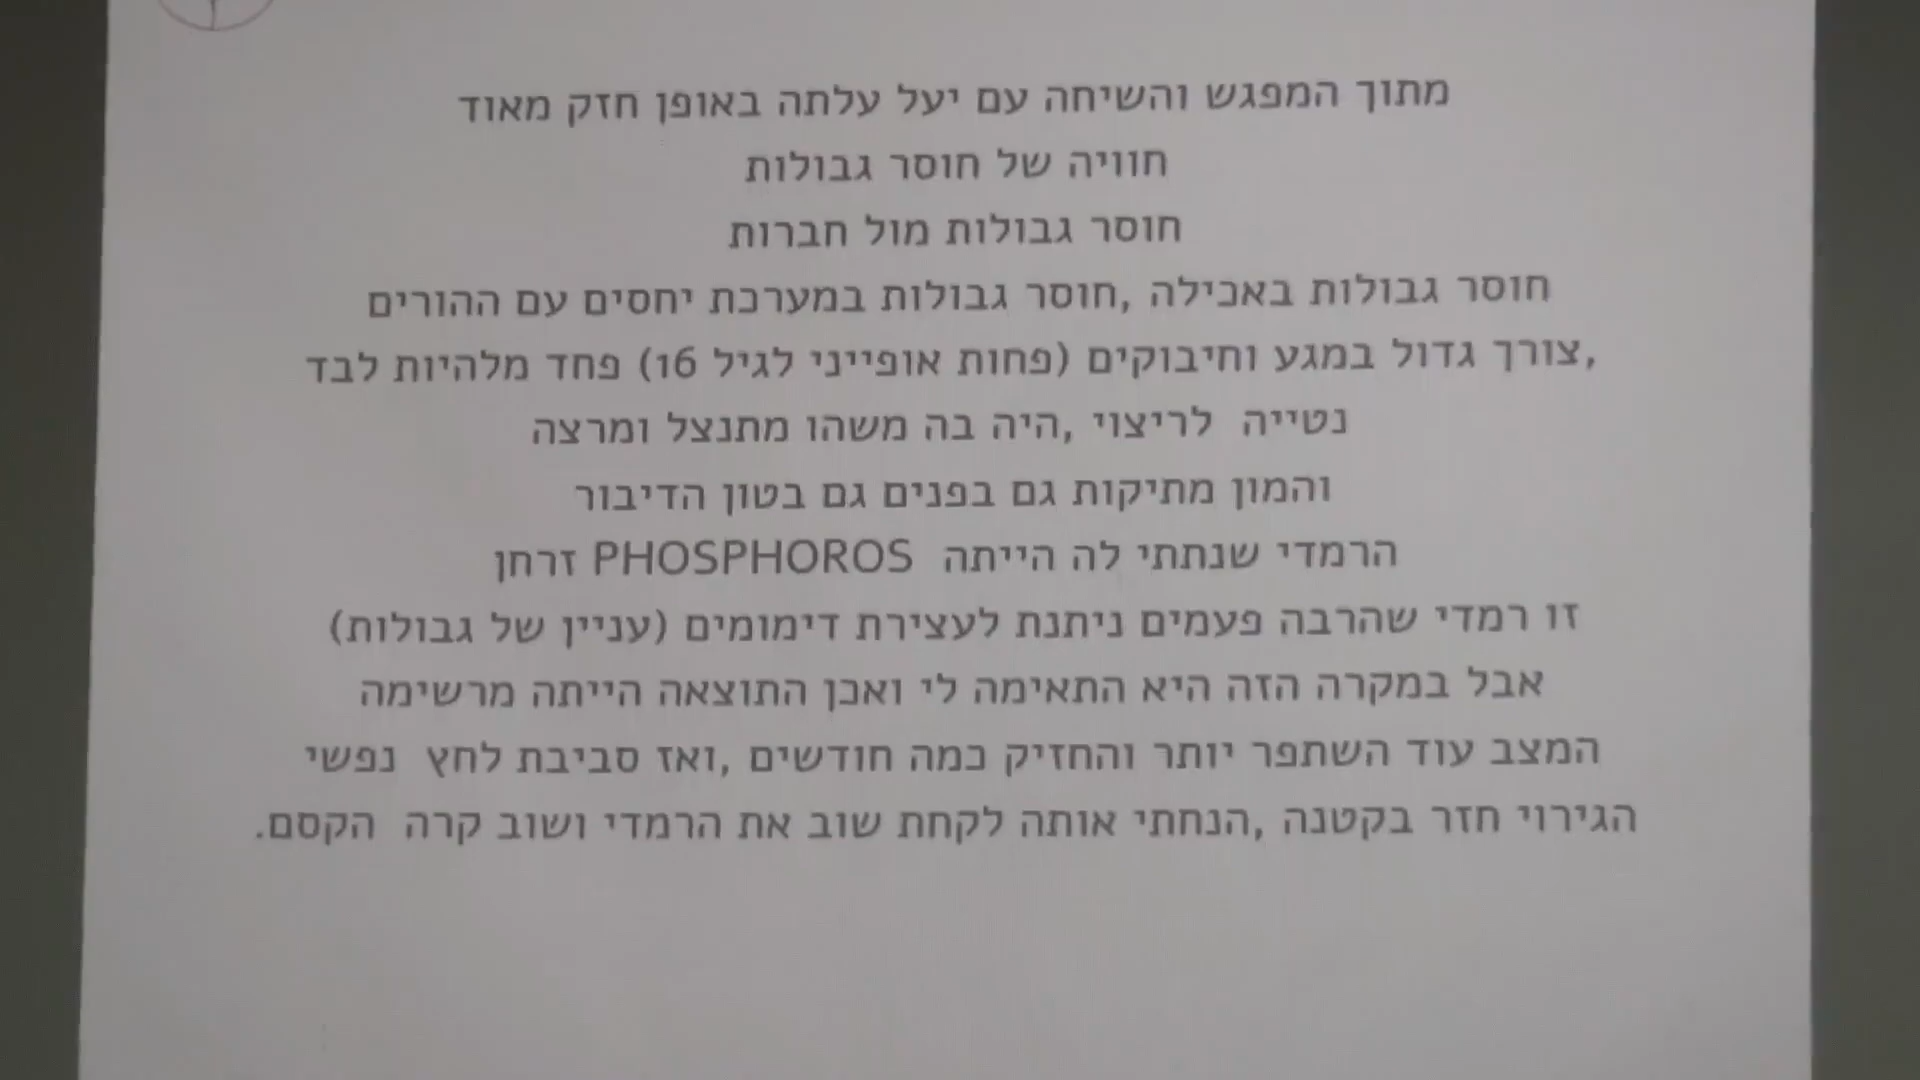 מתוך המפגש והשיחה עם יעל עלתה באופן חזק מאוד
חוויה של חוסר גבולות
חוסר גבולות מול חברות
חוסר גבולות באכילה ,חוסר גבולות במערכת יחסים עם ההורים
,צורך גדול במגע וחיבוקים (פחות אופייני לגיל 16) פחד מלהיות לבד
נטייה לריצוי ,היה בה משהו מתנצל ומרצה
והמון מתיקות גם בפנים גם בטון הדיבור
הרמדי שנתתי לה הייתה PHOSPHOROS זרחן
זו רמדי שהרבה פעמים ניתנת לעצירת דימומים (עניין של גבולות)
אבל במקרה הזה היא התאימה לי ואכן התוצאה הייתה מרשימה
המצב עוד השתפר יותר והחזיק כמה חודשים ,ואז סביבת לחץ נפשי
הגירוי חזר בקטנה ,הנחתי אותה לקחת שוב את הרמדי ושוב קרה הקסם.